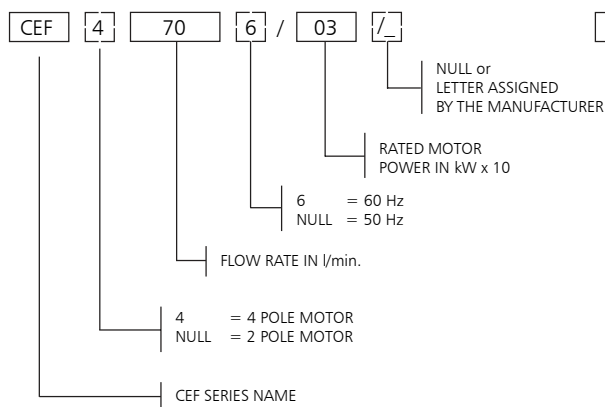 CEF 4 70 6 / 03 /_
NULL or
LETTER ASSIGNED
BY THE MANUFACTURER
RATED MOTOR
POWER IN kW x 10
6 = 60 Hz
NULL = 50 Hz
FLOW RATE IN l/min.
4 = 4 POLE MOTOR
NULL = 2 POLE MOTOR
CEF SERIES NAME